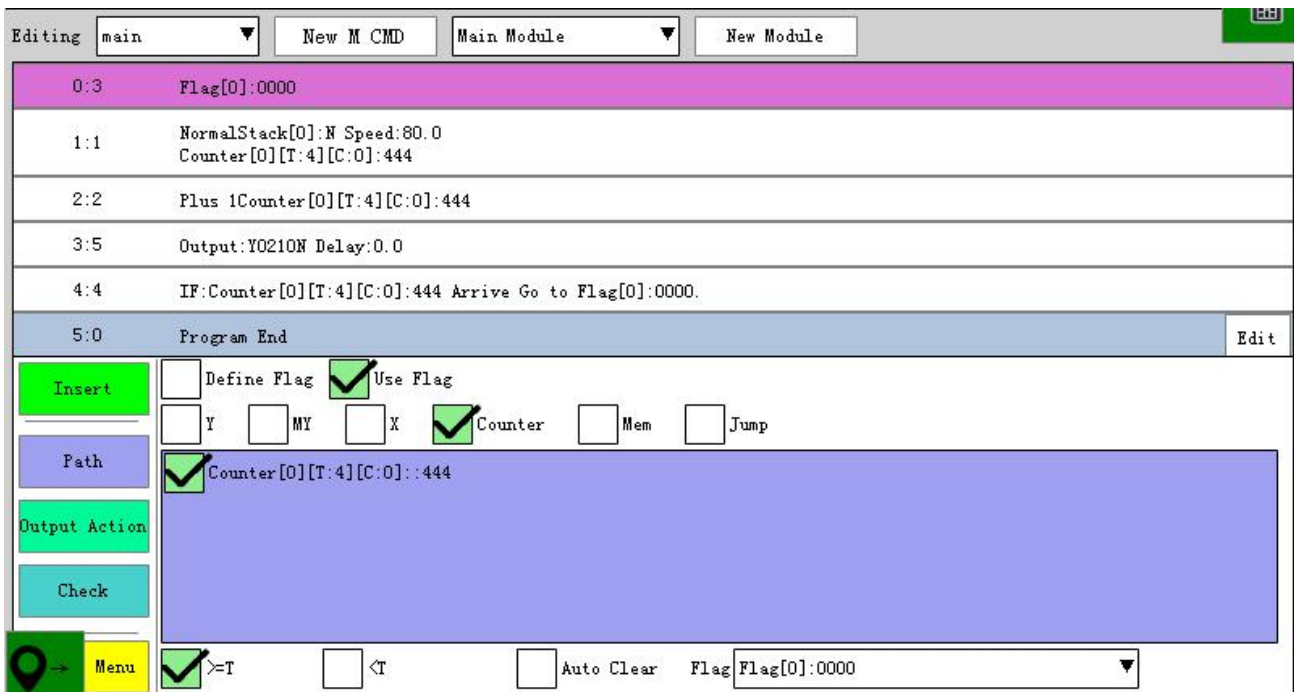 Editing main New M CMD Main Module New Module
0:3 Flag[0]:0000
1:1 NormalStack[0]:N Speed:80.0
Counter[0][T:4][C:0]:444
2:2 Plus 1Counter[0][T:4][C:0]:444
3:5 Output:Y021ON Delay:0.0
4:4 IF:Counter[0][T:4][C:0]:444 Arrive Go to Flag[0]:0000.
5:0 Program End Edit
Insert Define Flag Use Flag
Y MY X Counter Mem Jump
Path Counter[0][T:4][C:0]::444
Output Action
Check
Menu >=T <T Auto Clear Flag Flag[0]:0000